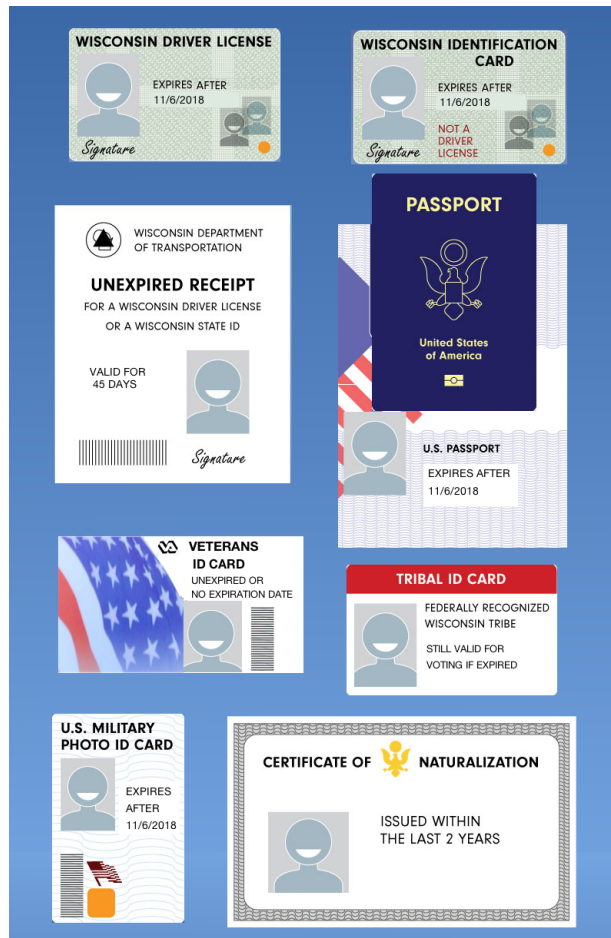 WISCONSIN DRIVER LICENSE
EXPIRES AFTER
11/6/2018
Signature
WISCONSIN IDENTIFICATION
CARD
EXPIRES AFTER
11/6/2018
NOT A
DRIVER
LICENSE
Signature
WISCONSIN DEPARTMENT
OF TRANSPORTATION
UNEXPIRED RECEIPT
FOR A WISCONSIN DRIVER LICENSE
OR A WISCONSIN STATE ID
VALID FOR
45 DAYS
Signature
PASSPORT
United States
of America
U.S. PASSPORT
EXPIRES AFTER
11/6/2018
VETERANS
ID CARD
UNEXPIRED OR
NO EXPIRATION DATE
TRIBAL ID CARD
FEDERALLY RECOGNIZED
WISCONSIN TRIBE
STILL VALID FOR
VOTING IF EXPIRED
U.S. MILITARY
PHOTO ID CARD
EXPIRES
AFTER
11/6/2018
CERTIFICATE OF NATURALIZATION
ISSUED WITHIN
THE LAST 2 YEARS